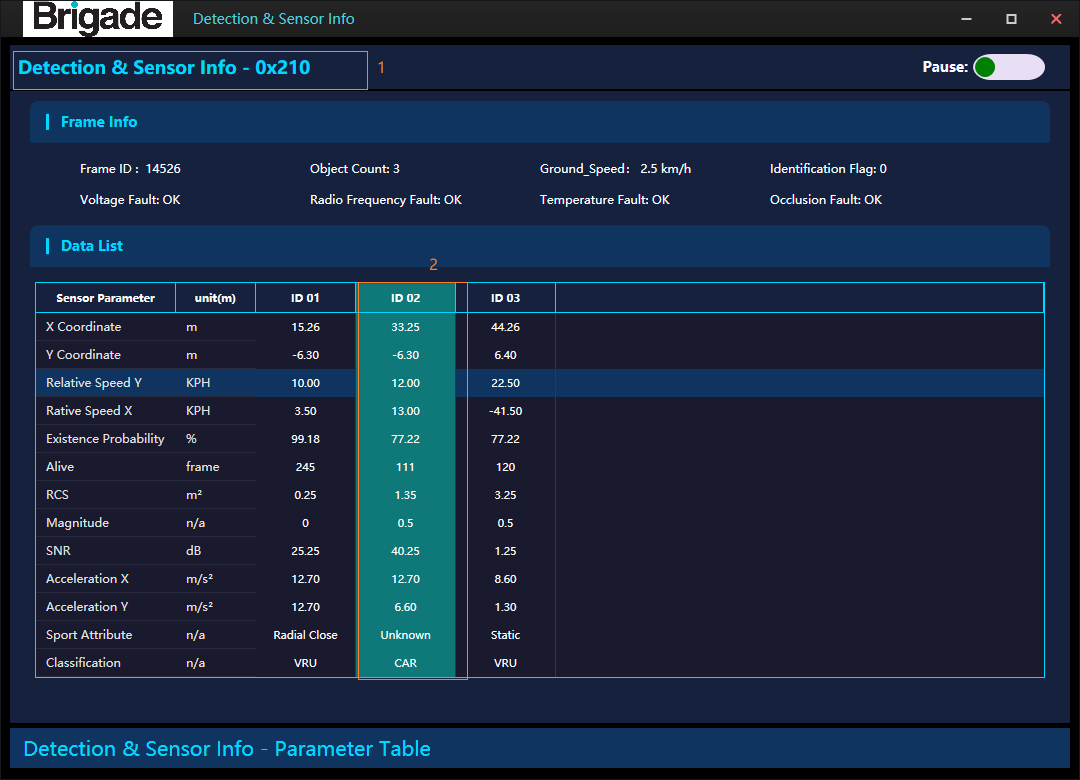 Brigade Detection & Sensor Info
Detection & Sensor Info - 0x210 1 Pause:
Frame Info
Frame ID : 14526 Object Count: 3 Ground_Speed: 2.5 km/h Identification Flag: 0
Voltage Fault: OK Radio Frequency Fault: OK Temperature Fault: OK Occlusion Fault: OK
Data List
2
Sensor Parameter unit(m) ID 01 ID 02 ID 03
X Coordinate m 15.26 33.25 44.26
Y Coordinate m -6.30 -6.30 6.40
Relative Speed Y KPH 10.00 12.00 22.50
Rative Speed X KPH 3.50 13.00 -41.50
Existence Probability % 99.18 77.22 77.22
Alive frame 245 111 120
RCS m² 0.25 1.35 3.25
Magnitude n/a 0 0.5 0.5
SNR dB 25.25 40.25 1.25
Acceleration X m/s² 12.70 12.70 8.60
Acceleration Y m/s² 12.70 6.60 1.30
Sport Attribute n/a Radial Close Unknown Static
Classification n/a VRU CAR VRU
Detection & Sensor Info - Parameter Table